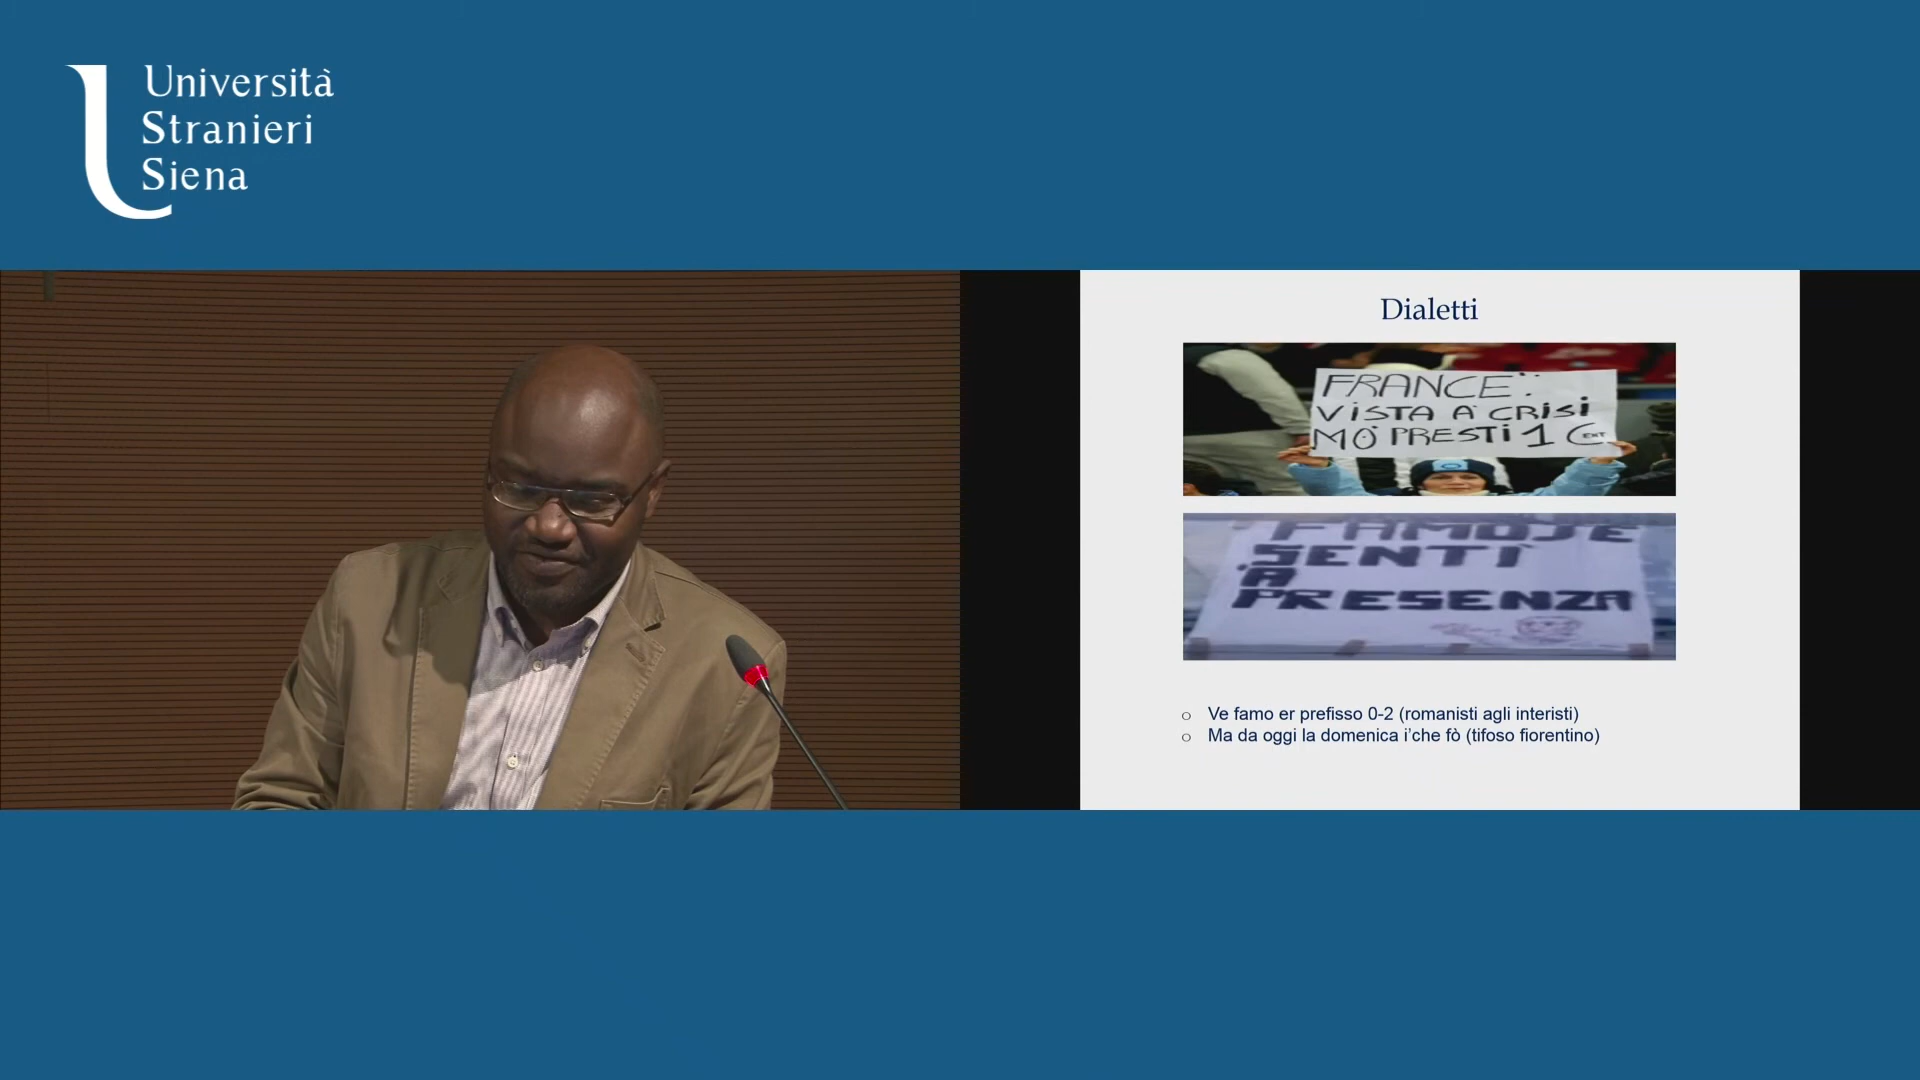 Università
Stranieri
Siena
Dialetti
FRANCE':
VISTA A' CRISI
MO' PRESTI 1 €
FAMOJE
SENTI'
'A
PRESENZA
Ve famo er prefisso 0-2 (romanisti agli interisti)
Ma da oggi la domenica i'che fò (tifoso fiorentino)